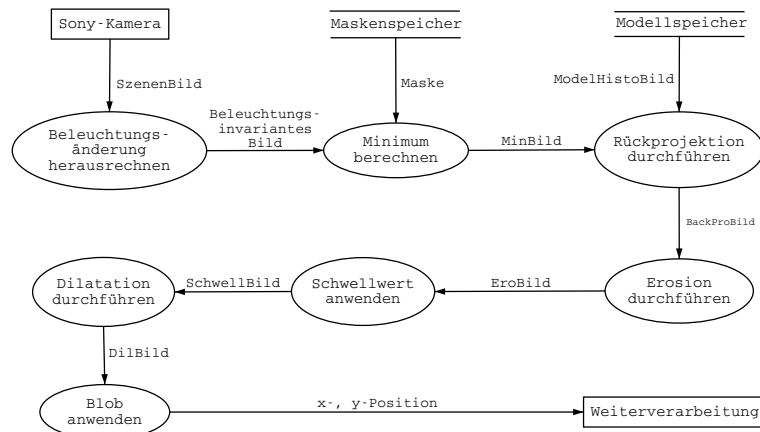 Sony-Kamera
Maskenspeicher
Modellspeicher
SzenenBild
Maske
ModelHistoBild
Beleuchtungs-
änderung
herausrechnen
Beleuchtungs-
invariantes
Bild
Minimum
berechnen
MinBild
Rückprojektion
durchführen
BackProBild
Dilatation
durchführen
SchwellBild
Schwellwert
anwenden
EroBild
Erosion
durchführen
DilBild
Blob
anwenden
x-, y-Position
Weiterverarbeitung